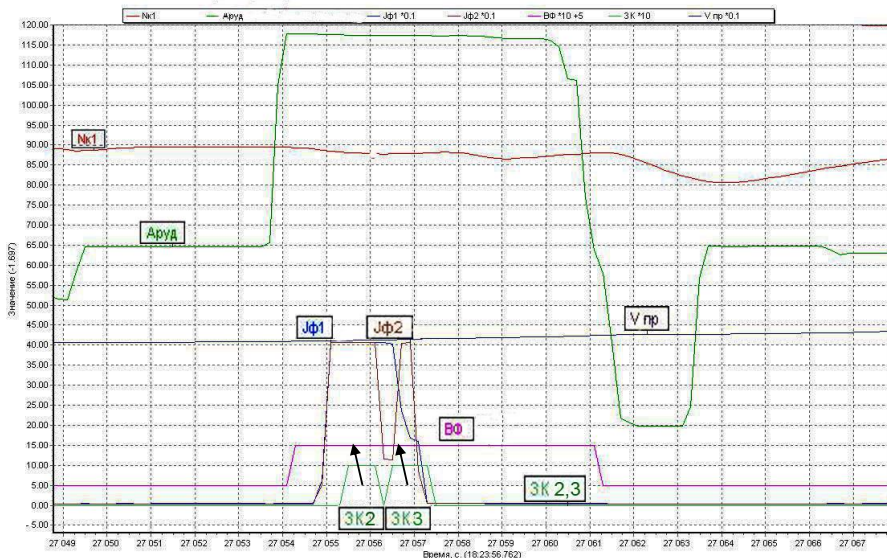 Nк1 Аруд Jф1 *0.1 Jф2 *0.1 ВФ *10 +5 ЗК *10 V пр *0.1
120.00
115.00
110.00
105.00
100.00
95.00
90.00
85.00
80.00
75.00
70.00
65.00
60.00
55.00
50.00
45.00
40.00
35.00
30.00
25.00
20.00
15.00
10.00
5.00
0.00
-5.00
Значение (-1.697)
Nк1
Аруд
Jф1
Jф2
V пр
ВФ
ЗК 2,3
ЗК2
ЗК3
27 049 27 050 27 051 27 052 27 053 27 054 27 055 27 056 27 057 27 058 27 059 27 060 27 061 27 062 27 063 27 064 27 065 27 066 27 067
Время, с. (18:23:56.762)